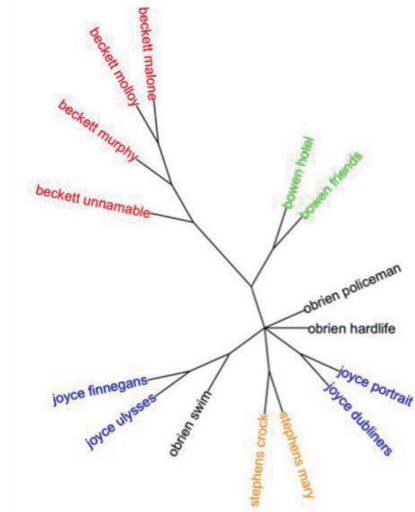 beckett malone
beckett molloy
beckett murphy
beckett unnamable
bowen hotel
bowen friends
obrien policeman
obrien hardlife
joyce portrait
joyce dubliners
stephens mary
stephens crock
obrien swim
joyce ulysses
joyce finnegans